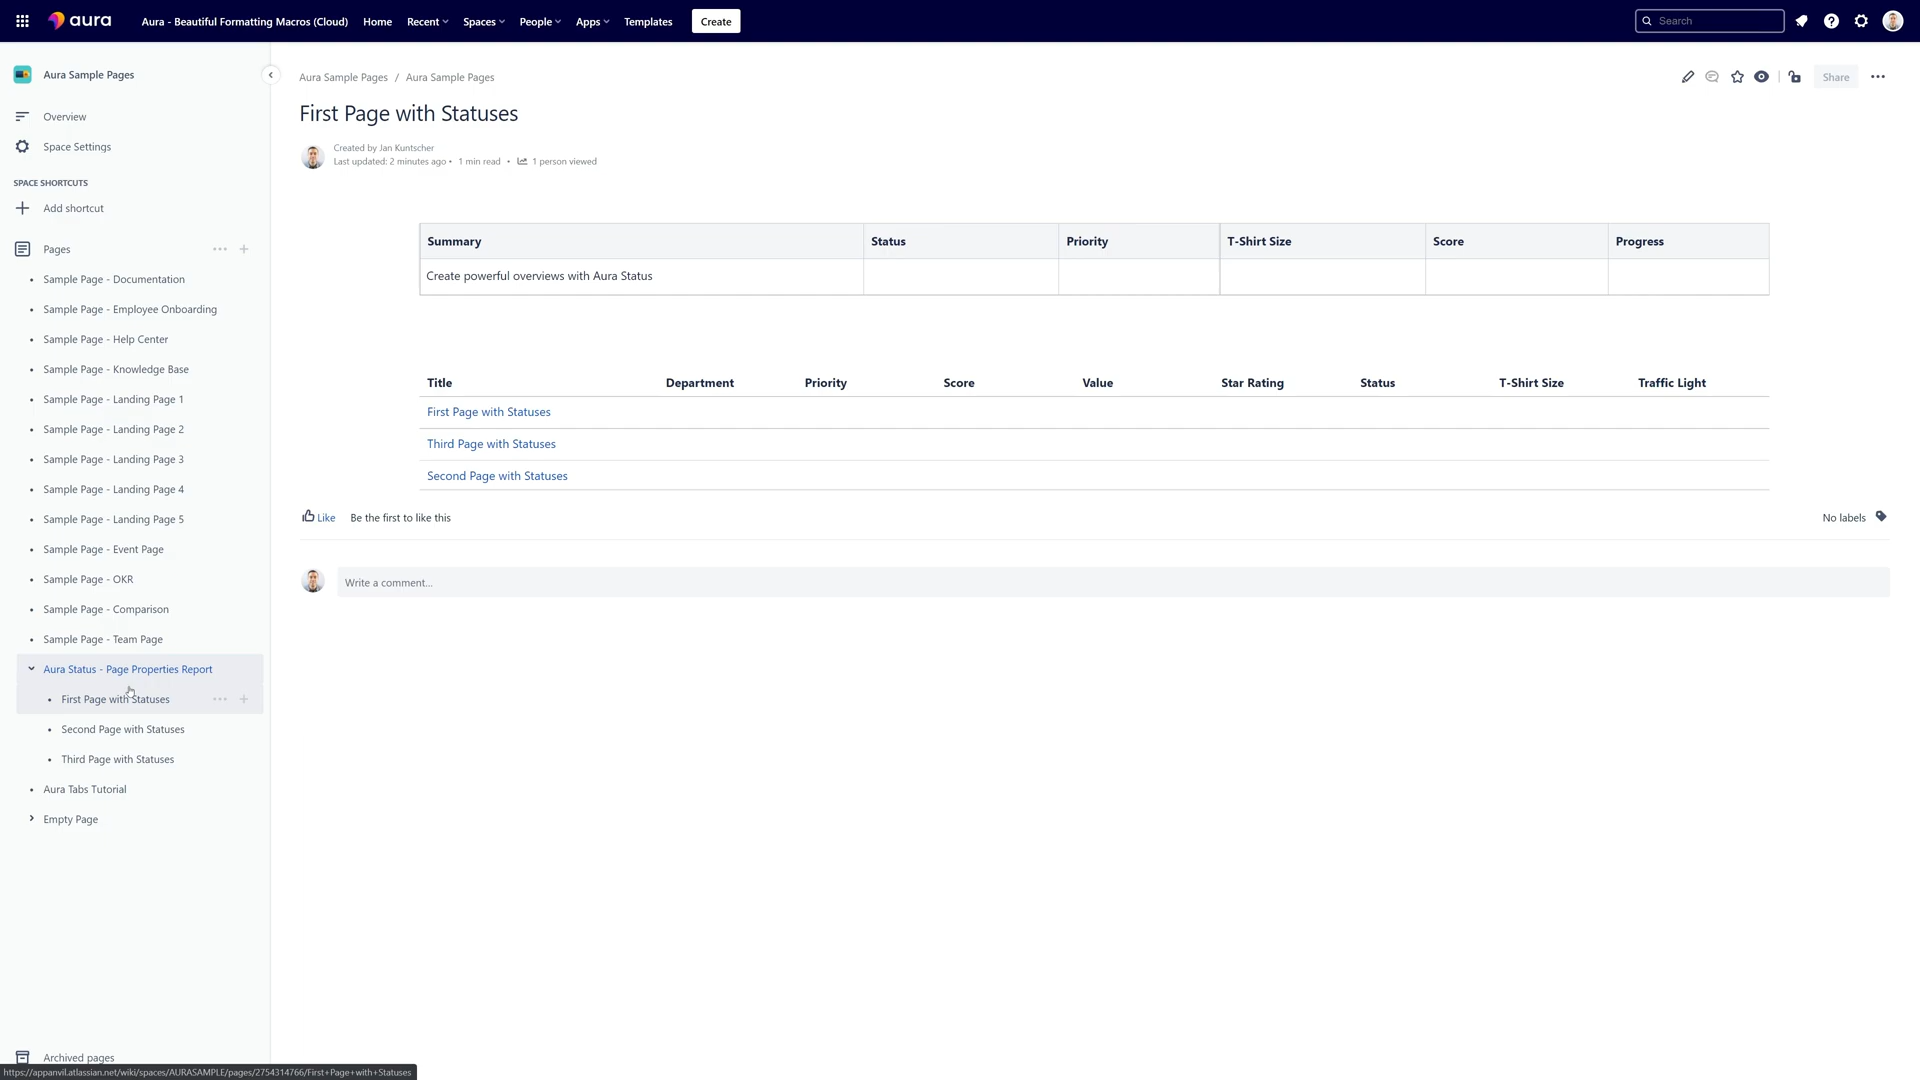 aura
Aura - Beautiful Formatting Macros (Cloud) Home Recent Spaces People Apps Templates Create
Search
Aura Sample Pages
Overview
Space Settings
SPACE SHORTCUTS
Add shortcut
Pages
Sample Page - Documentation
Sample Page - Employee Onboarding
Sample Page - Help Center
Sample Page - Knowledge Base
Sample Page - Landing Page 1
Sample Page - Landing Page 2
Sample Page - Landing Page 3
Sample Page - Landing Page 4
Sample Page - Landing Page 5
Sample Page - Event Page
Sample Page - OKR
Sample Page - Comparison
Sample Page - Team Page
Aura Status - Page Properties Report
First Page with Statuses
Second Page with Statuses
Third Page with Statuses
Aura Tabs Tutorial
Empty Page
Archived pages
https://appanvil.atlassian.net/wiki/spaces/AURASAMPLE/pages/2754314766/First+Page+with+Statuses
Aura Sample Pages / Aura Sample Pages
Share
First Page with Statuses
Created by Jan Kuntscher
Last updated: 2 minutes ago • 1 min read • 1 person viewed
Summary Status Priority T-Shirt Size Score Progress
Create powerful overviews with Aura Status
Title Department Priority Score Value Star Rating Status T-Shirt Size Traffic Light
First Page with Statuses
Third Page with Statuses
Second Page with Statuses
Like Be the first to like this
No labels
Write a comment...